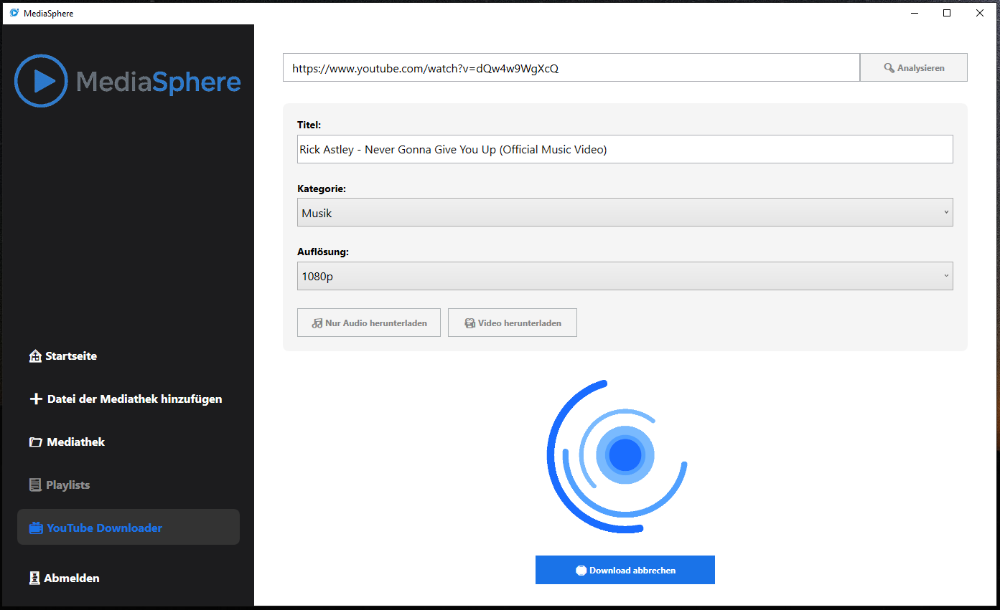 MediaSphere
MediaSphere
https://www.youtube.com/watch?v=dQw4w9WgXcQ
Analysieren
Titel:
Rick Astley - Never Gonna Give You Up (Official Music Video)
Kategorie:
Musik
Auflösung:
1080p
Nur Audio herunterladen
Video herunterladen
Startseite
Datei der Mediathek hinzufügen
Mediathek
Playlists
YouTube Downloader
Abmelden
Download abbrechen